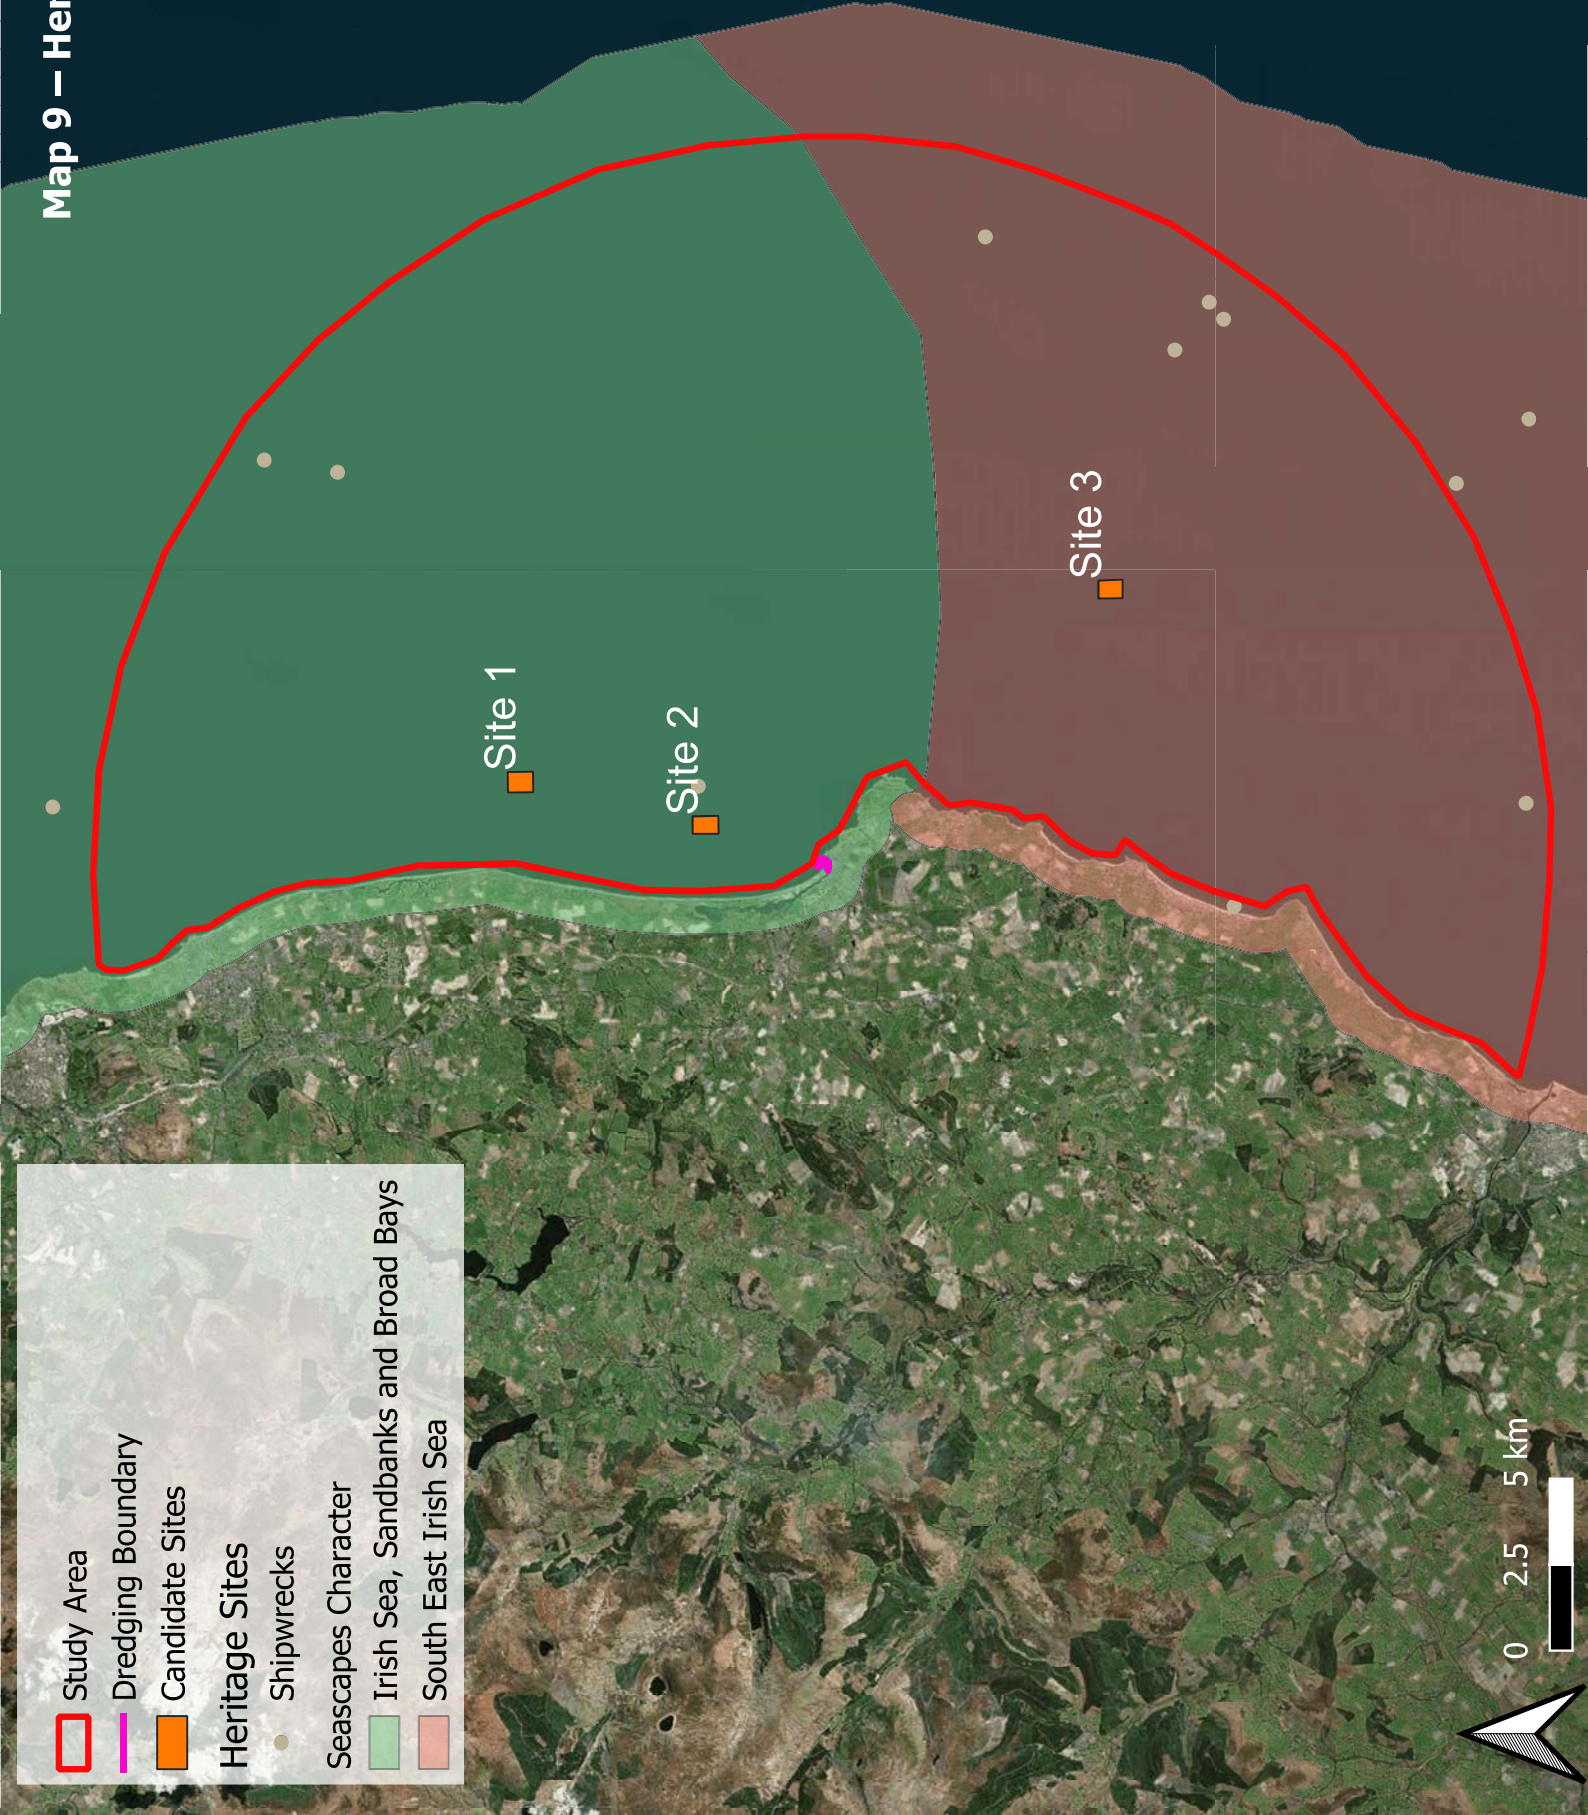 Map 9 – Her
Study Area
Dredging Boundary
Candidate Sites
Heritage Sites
Shipwrecks
Seascapes Character
Irish Sea, Sandbanks and Broad Bays
South East Irish Sea
Site 1
Site 2
Site 3
0 2.5 5 km